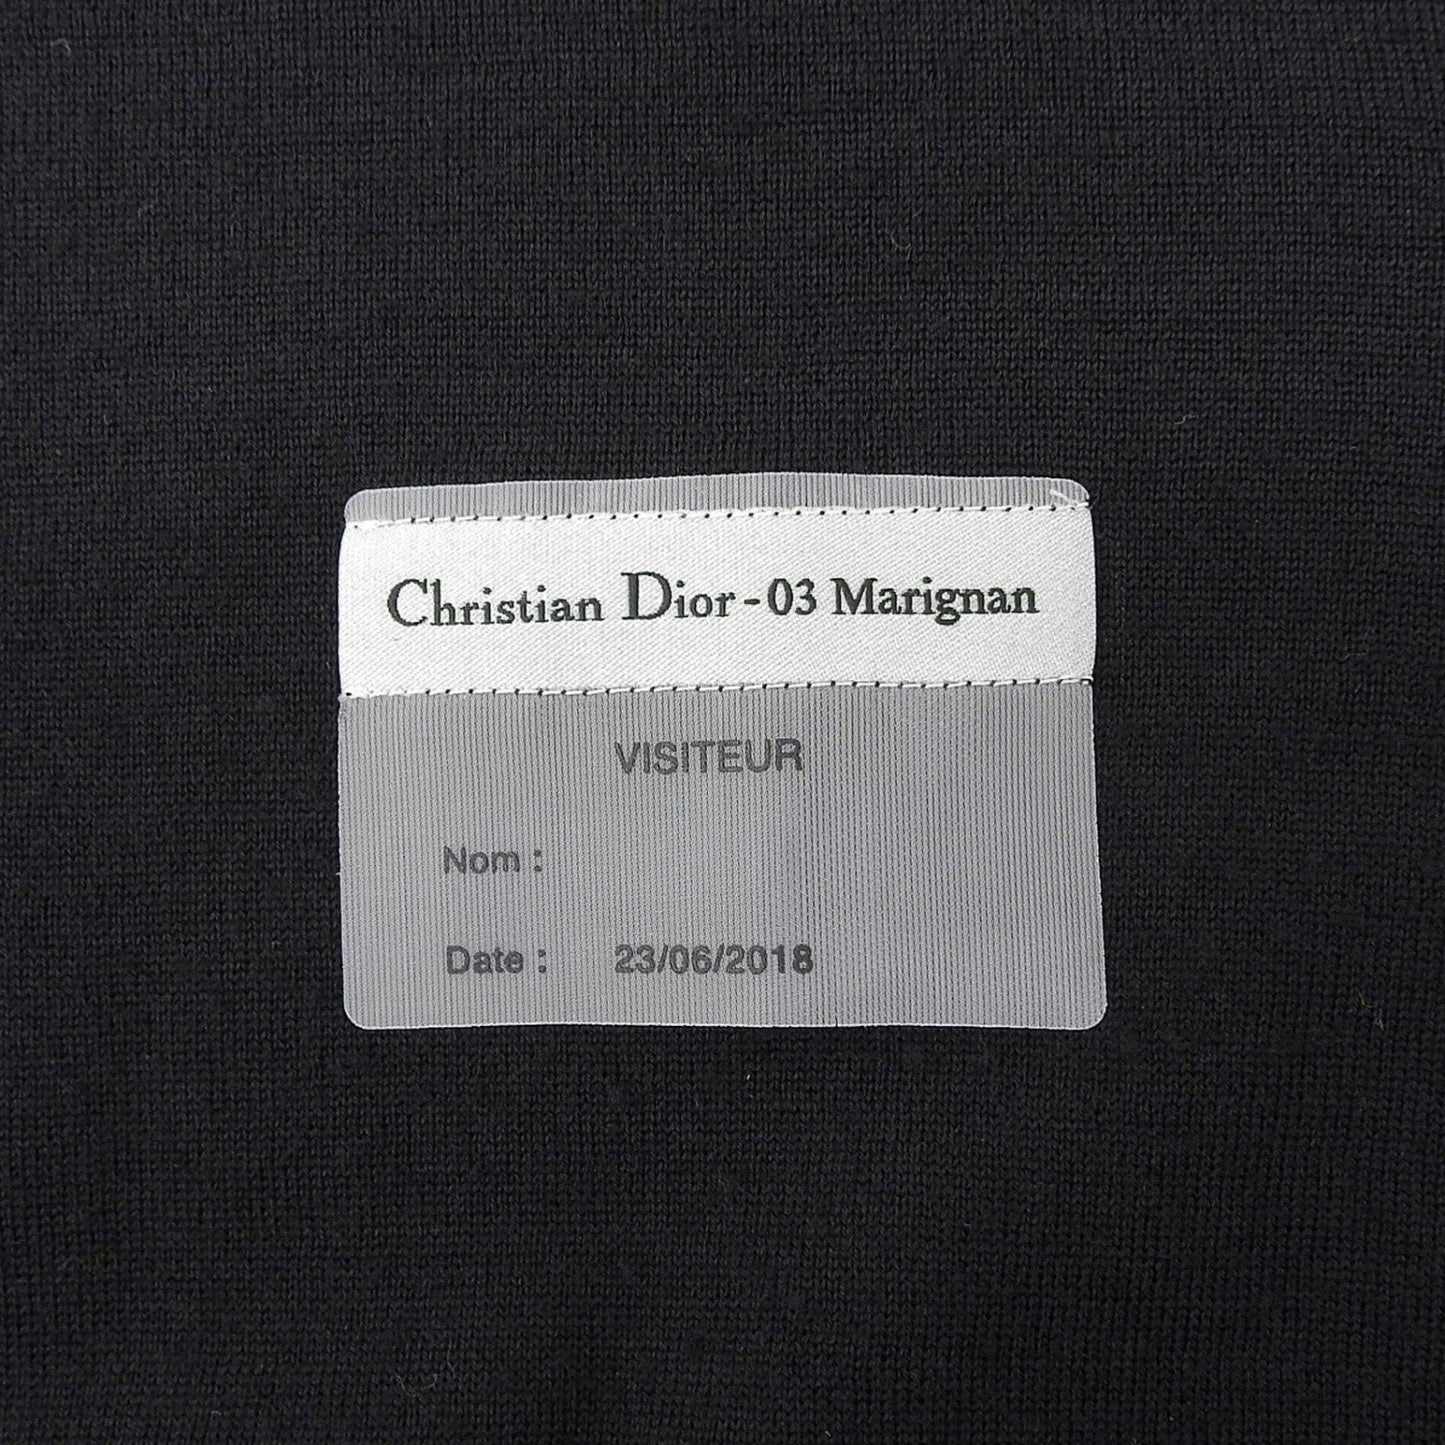 Christian Dior - 03 Marignan
VISITEUR
Nom :
Date : 23/06/2018